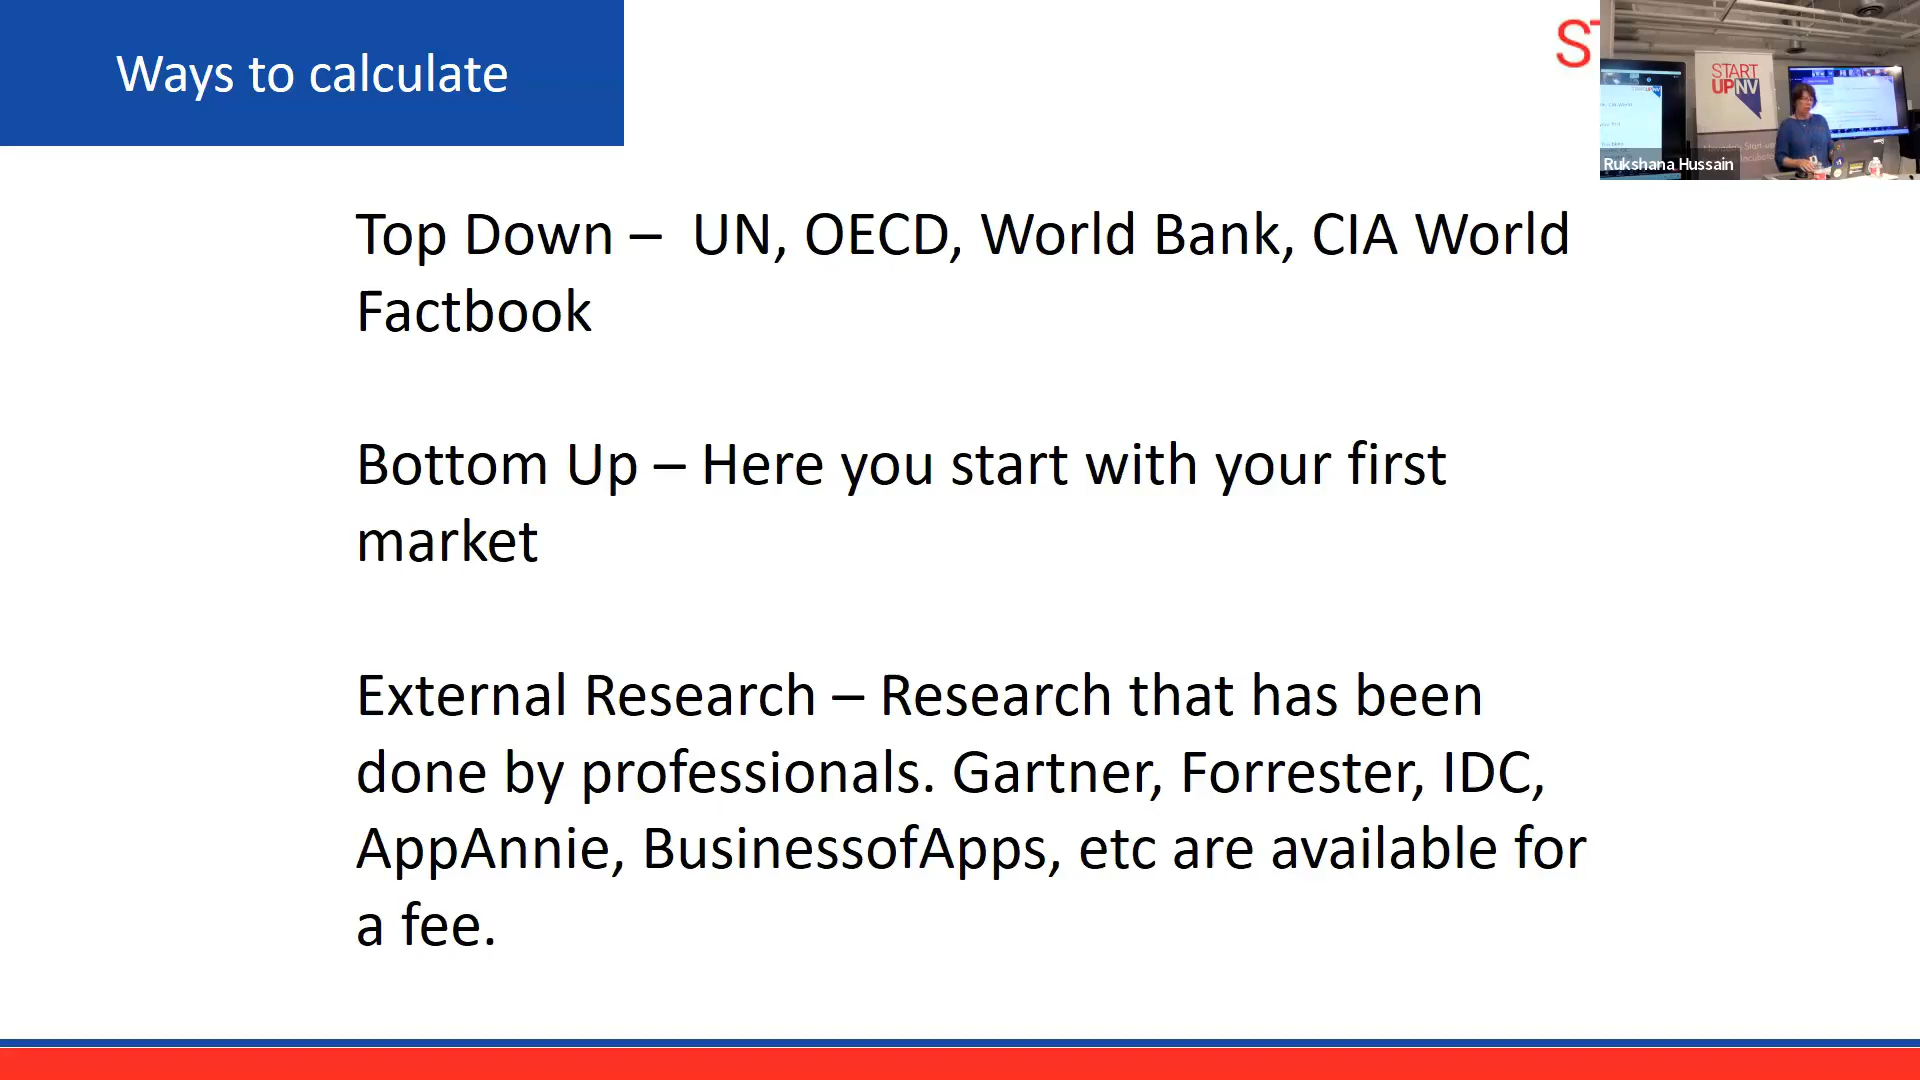 Ways to calculate
ST
START
UPNV
Rukshana Hussain
Top Down – UN, OECD, World Bank, CIA World
Factbook
Bottom Up – Here you start with your first
market
External Research – Research that has been
done by professionals. Gartner, Forrester, IDC,
AppAnnie, BusinessofApps, etc are available for
a fee.